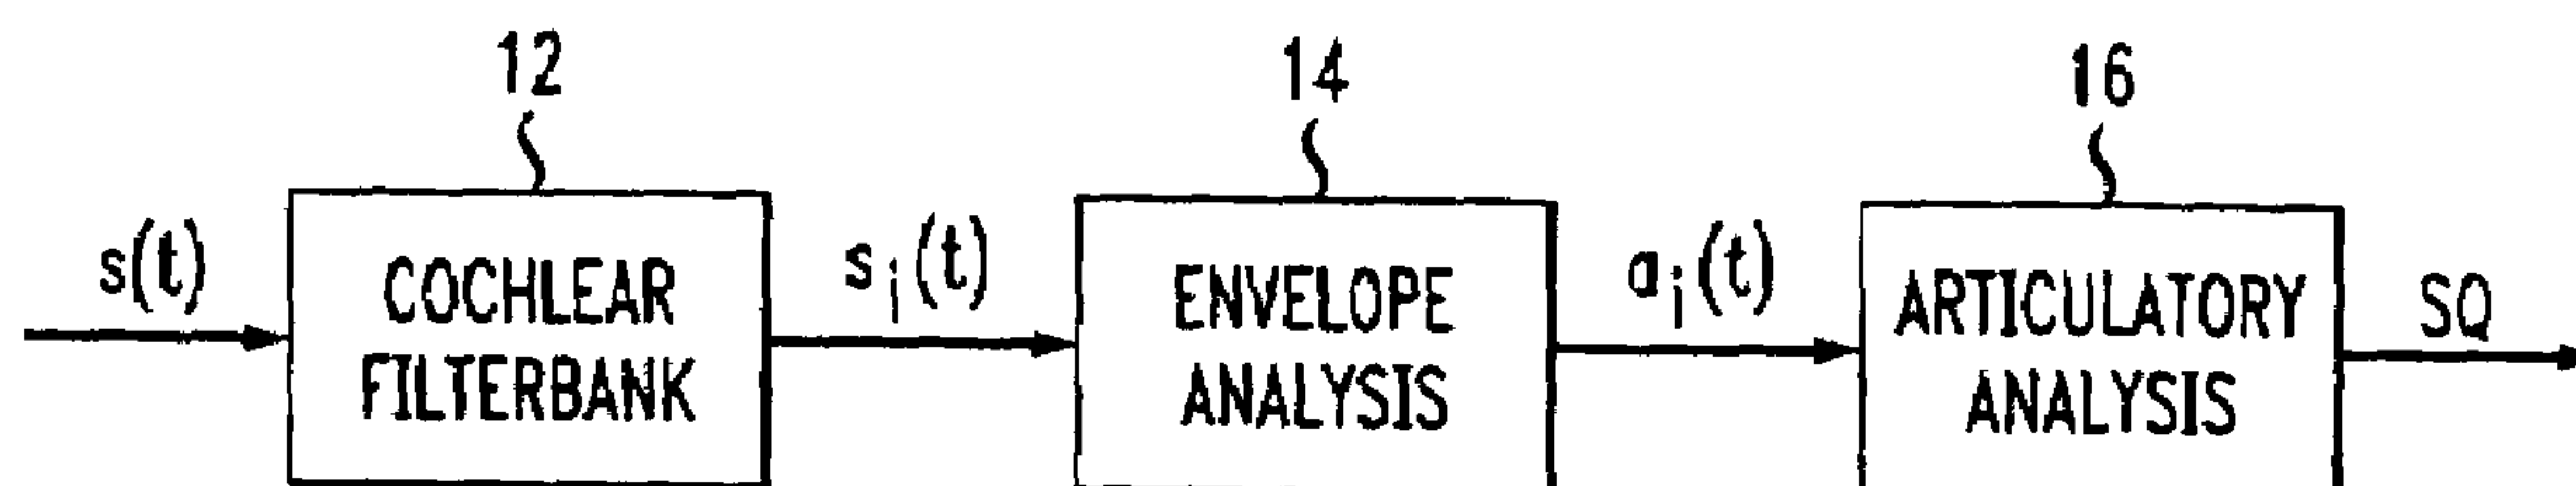 12
14
16
s(t)
COCHLEAR
FILTERBANK
s_i(t)
ENVELOPE
ANALYSIS
a_i(t)
ARTICULATORY
ANALYSIS
SQ